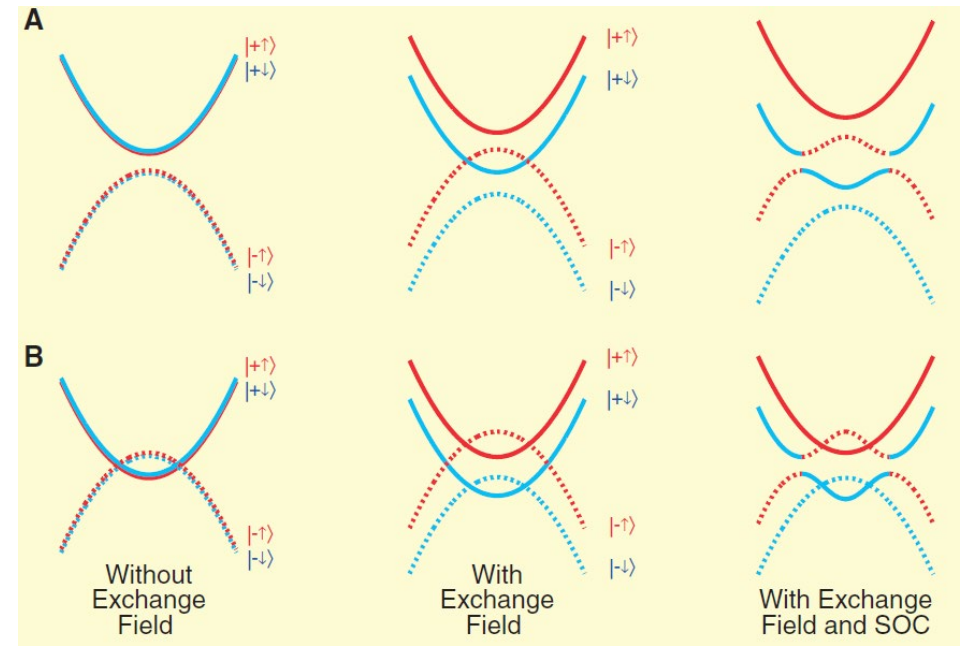 A
|+↑⟩
|+↓⟩
|-↑⟩
|-↓⟩
|+↑⟩
|+↓⟩
|-↑⟩
|-↓⟩
B
|+↑⟩
|+↓⟩
|-↑⟩
|-↓⟩
|+↑⟩
|+↓⟩
|-↑⟩
|-↓⟩
Without
Exchange
Field
With
Exchange
Field
With Exchange
Field and SOC